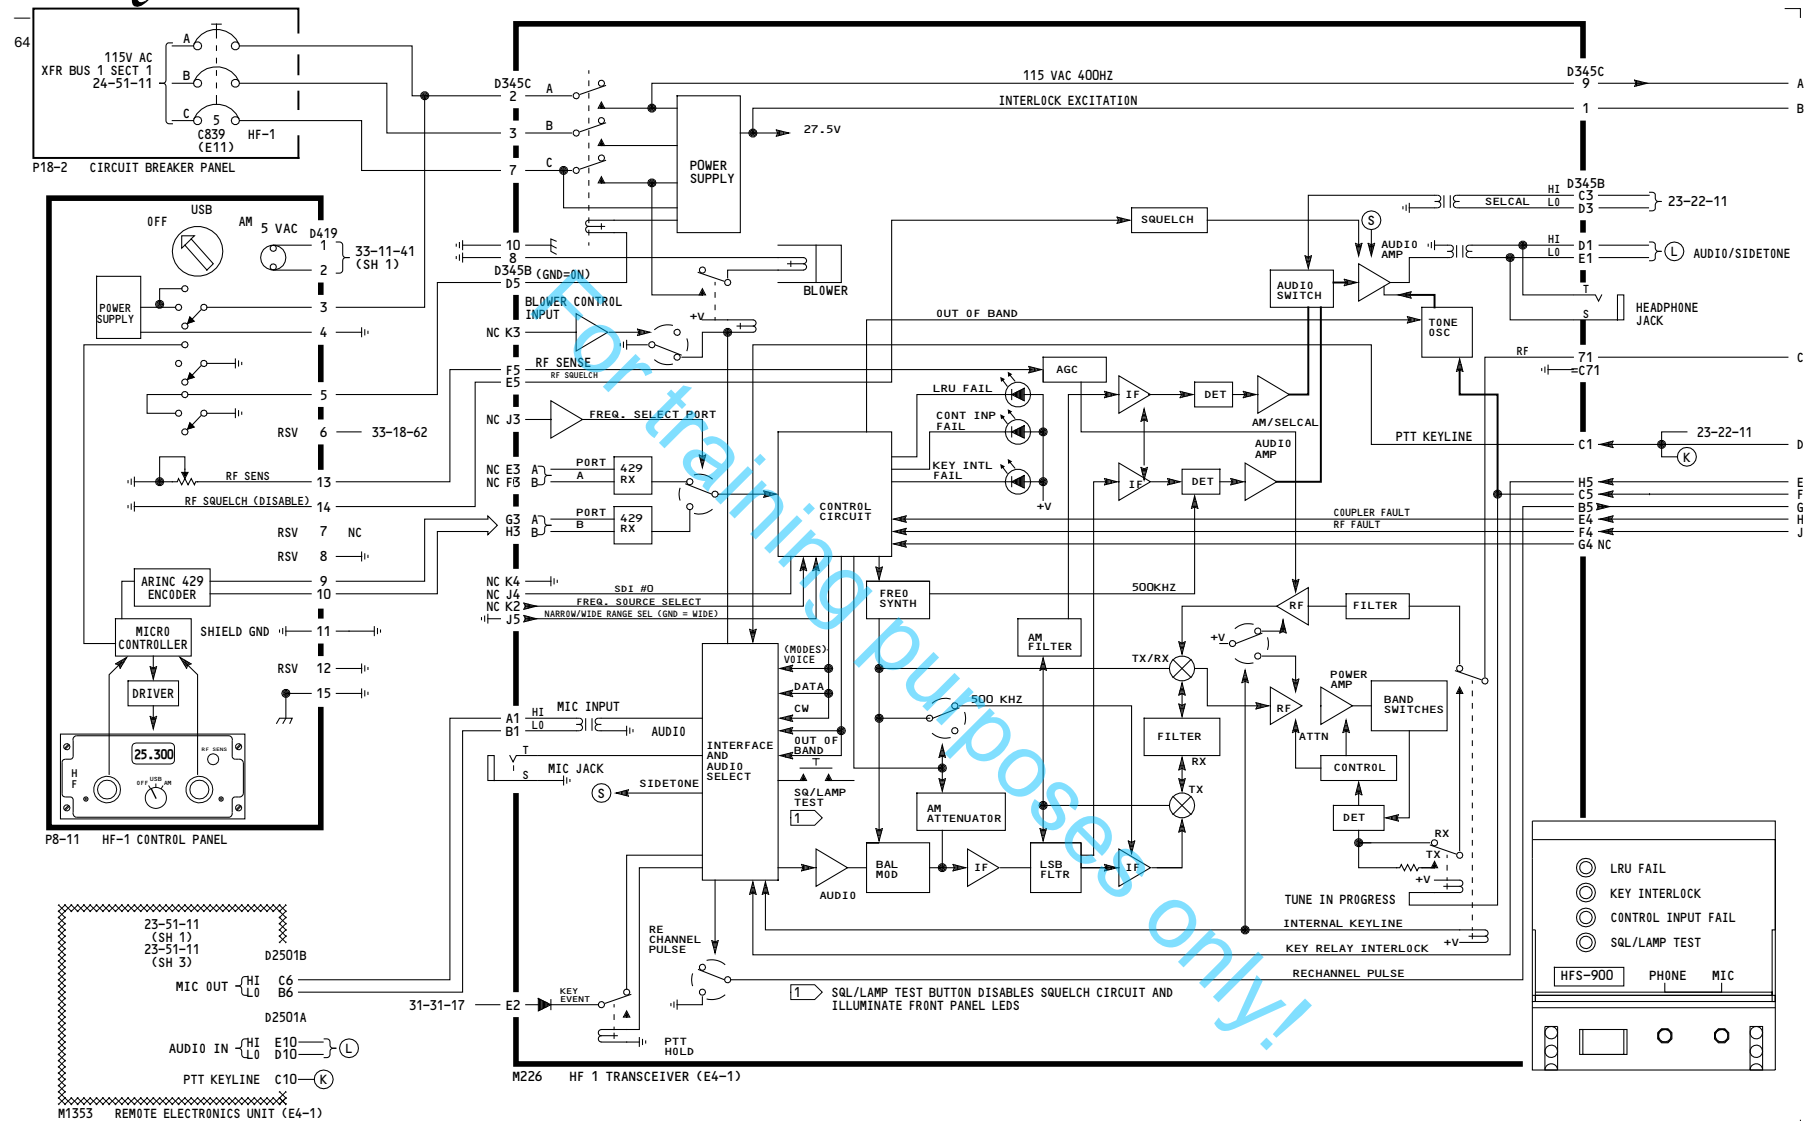 64
115V AC
XFR BUS 1 SECT 1
24-51-11
A
B
C
5
C839
(E11)
HF-1
P18-2 CIRCUIT BREAKER PANEL
OFF
USB
AM
5 VAC
D419
1
2
33-11-41
(SH 1)
POWER
SUPPLY
3
4
5
RSV 6 33-18-62
RF SENS 13
RF SQUELCH (DISABLE) 14
RSV 7 NC
RSV 8
ARINC 429
ENCODER
9
10
MICRO
CONTROLLER
SHIELD GND 11
RSV 12
DRIVER
15
25.300
RF SENS
H
F
OFF USB AM
P8-11 HF-1 CONTROL PANEL
23-51-11
(SH 1)
23-51-11
(SH 3)
D2501B
MIC OUT HI C6
LO B6
D2501A
AUDIO IN HI E10 L
LO D10
PTT KEYLINE C10 K
M1353 REMOTE ELECTRONICS UNIT (E4-1)
D345C
2 A
3 B
7 C
POWER
SUPPLY
27.5V
115 VAC 400HZ
INTERLOCK EXCITATION
10
8
D345B
D5 (GND=ON)
BLOWER CONTROL
INPUT
BLOWER
+V
NC K3
F5 RF SENSE
E5 RF SQUELCH
NC J3 FREQ. SELECT PORT
NC E3 A PORT
NC F3 B A
429
RX
G3 A PORT
H3 B B
429
RX
NC K4
NC J4 SDI #0
NC K2 FREQ. SOURCE SELECT
J5 NARROW/WIDE RANGE SEL (GND = WIDE)
A1 HI MIC INPUT
B1 LO AUDIO
T
S MIC JACK
S SIDETONE
INTERFACE
AND
AUDIO
SELECT
(MODES)
VOICE
DATA
CW
OUT OF
BAND
T
SQ/LAMP
TEST
1
RE
CHANNEL
PULSE
31-31-17 E2 KEY
EVENT
PTT
HOLD
M226 HF 1 TRANSCEIVER (E4-1)
CONTROL
CIRCUIT
LRU FAIL
CONT INP
FAIL
KEY INTL
FAIL
+V
OUT OF BAND
SQUELCH
S
AGC
IF
DET
AM/SELCAL
AUDIO
AMP
IF
DET
AUDIO
SWITCH
AUDIO
AMP
TONE
OSC
FREQ
SYNTH
500KHZ
AM
FILTER
TX/RX
RF
FILTER
+V
RF
ATTN
POWER
AMP
BAND
SWITCHES
FILTER
RX
TX
CONTROL
DET
RX
TX
+V
500 KHZ
AM
ATTENUATOR
AUDIO
BAL
MOD
IF
LSB
FLTR
IF
TUNE IN PROGRESS
INTERNAL KEYLINE
+V
KEY RELAY INTERLOCK
RECHANNEL PULSE
1 SQL/LAMP TEST BUTTON DISABLES SQUELCH CIRCUIT AND
ILLUMINATE FRONT PANEL LEDS
D345C
9 A
1 B
D345B
HI C3
SELCAL LO D3
23-22-11
HI D1
LO E1
L AUDIO/SIDETONE
T
S
HEADPHONE
JACK
RF 71 C
C71
PTT KEYLINE C1 D
23-22-11
K
H5 E
C5 F
B5 G
COUPLER FAULT E4 H
RF FAULT F4 J
G4 NC
LRU FAIL
KEY INTERLOCK
CONTROL INPUT FAIL
SQL/LAMP TEST
HFS-900 PHONE MIC
For training purposes only!